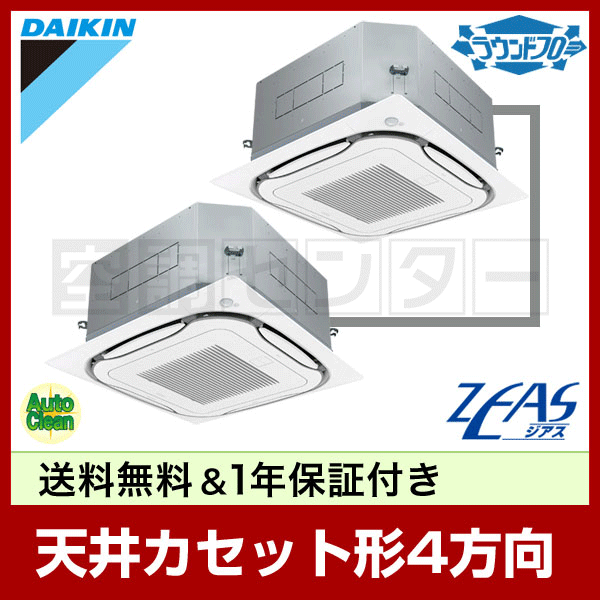 DAIKIN
ラウンドフロー
空調センター
Auto
Clean
ZEAS
ジアス
送料無料&1年保証付き
天井カセット形4方向